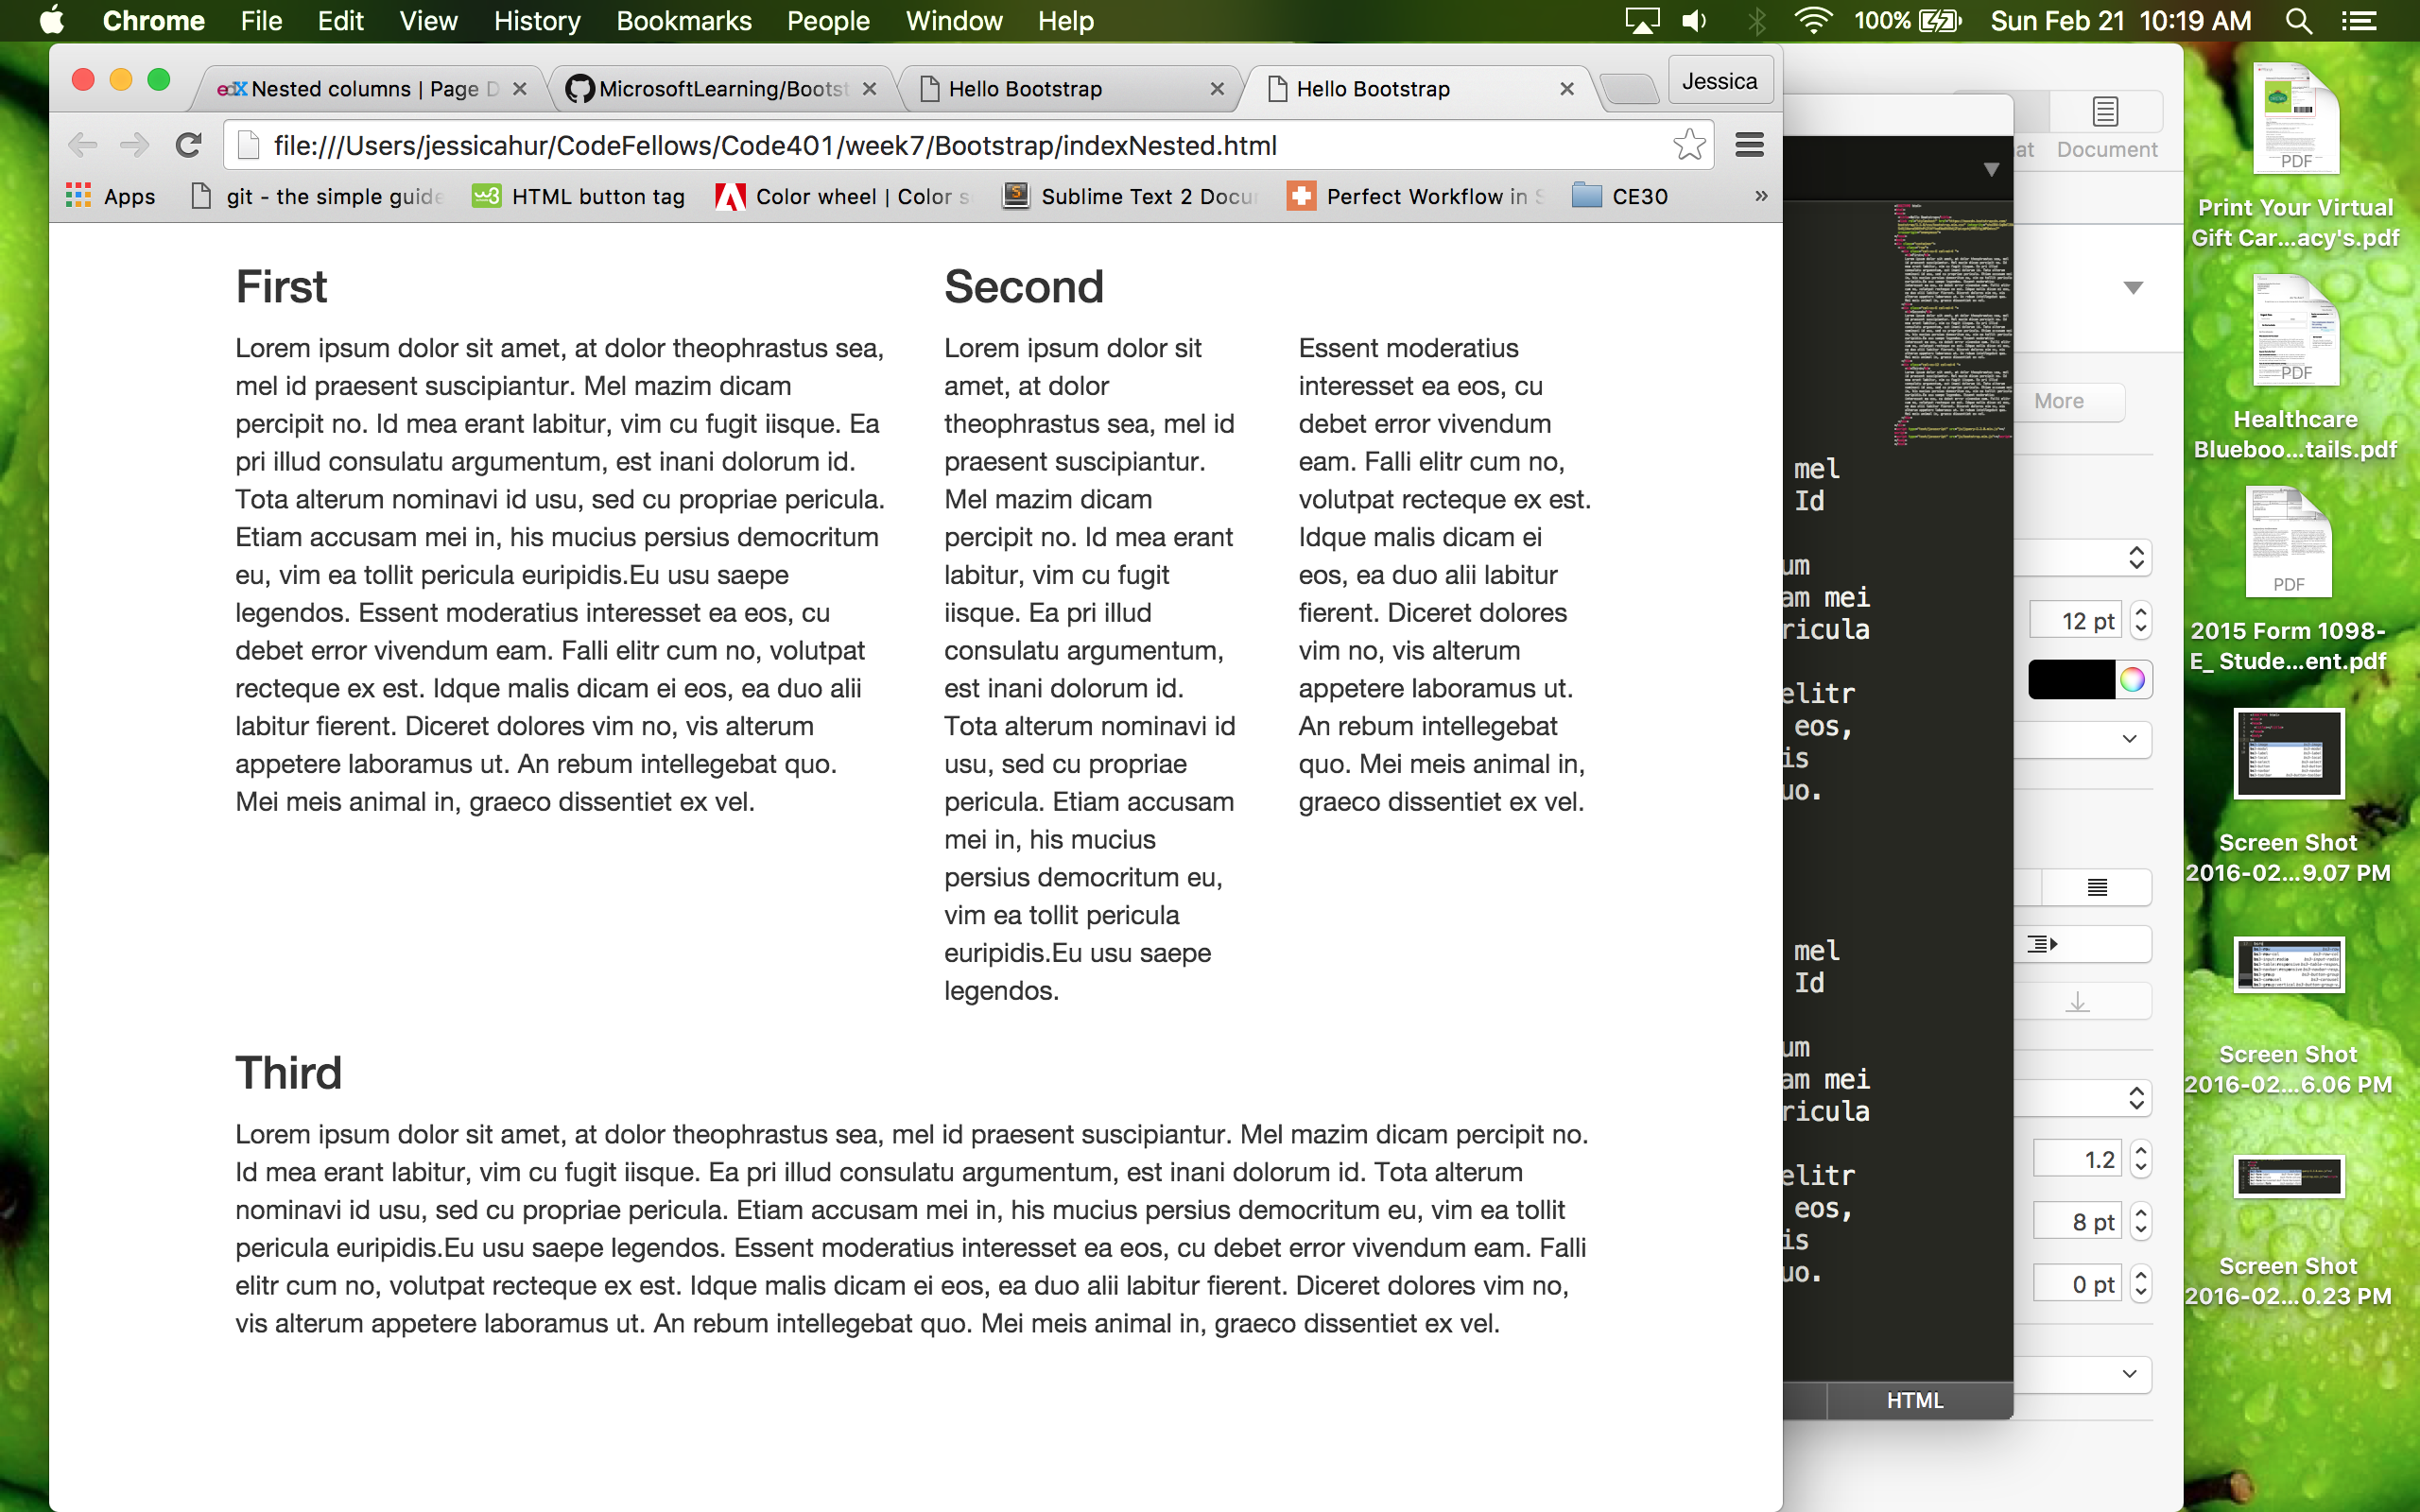 Chrome File Edit View History Bookmarks People Window Help 100% Sun Feb 21 10:19 AM
edX Nested columns | Page D
MicrosoftLearning/Bootst
Hello Bootstrap
Hello Bootstrap
Jessica
file:///Users/jessicahur/CodeFellows/Code401/week7/Bootstrap/indexNested.html
Apps git - the simple guide w3 HTML button tag Color wheel | Color s Sublime Text 2 Docu Perfect Workflow in S CE30 »
First
Lorem ipsum dolor sit amet, at dolor theophrastus sea,
mel id praesent suscipiantur. Mel mazim dicam
percipit no. Id mea erant labitur, vim cu fugit iisque. Ea
pri illud consulatu argumentum, est inani dolorum id.
Tota alterum nominavi id usu, sed cu propriae pericula.
Etiam accusam mei in, his mucius persius democritum
eu, vim ea tollit pericula euripidis.Eu usu saepe
legendos. Essent moderatius interesset ea eos, cu
debet error vivendum eam. Falli elitr cum no, volutpat
recteque ex est. Idque malis dicam ei eos, ea duo alii
labitur fierent. Diceret dolores vim no, vis alterum
appetere laboramus ut. An rebum intellegebat quo.
Mei meis animal in, graeco dissentiet ex vel.
Second
Lorem ipsum dolor sit
amet, at dolor
theophrastus sea, mel id
praesent suscipiantur.
Mel mazim dicam
percipit no. Id mea erant
labitur, vim cu fugit
iisque. Ea pri illud
consulatu argumentum,
est inani dolorum id.
Tota alterum nominavi id
usu, sed cu propriae
pericula. Etiam accusam
mei in, his mucius
persius democritum eu,
vim ea tollit pericula
euripidis.Eu usu saepe
legendos.
Essent moderatius
interesset ea eos, cu
debet error vivendum
eam. Falli elitr cum no,
volutpat recteque ex est.
Idque malis dicam ei
eos, ea duo alii labitur
fierent. Diceret dolores
vim no, vis alterum
appetere laboramus ut.
An rebum intellegebat
quo. Mei meis animal in,
graeco dissentiet ex vel.
Third
Lorem ipsum dolor sit amet, at dolor theophrastus sea, mel id praesent suscipiantur. Mel mazim dicam percipit no.
Id mea erant labitur, vim cu fugit iisque. Ea pri illud consulatu argumentum, est inani dolorum id. Tota alterum
nominavi id usu, sed cu propriae pericula. Etiam accusam mei in, his mucius persius democritum eu, vim ea tollit
pericula euripidis.Eu usu saepe legendos. Essent moderatius interesset ea eos, cu debet error vivendum eam. Falli
elitr cum no, volutpat recteque ex est. Idque malis dicam ei eos, ea duo alii labitur fierent. Diceret dolores vim no,
vis alterum appetere laboramus ut. An rebum intellegebat quo. Mei meis animal in, graeco dissentiet ex vel.
mel
Id
um
am mei
ricula
elitr
eos,
is
uo.
mel
Id
um
am mei
ricula
elitr
eos,
is
uo.
HTML
at Document
More
12 pt
1.2
8 pt
0 pt
PDF
Print Your Virtual
Gift Car...acy's.pdf
PDF
Healthcare
Blueboo...tails.pdf
PDF
2015 Form 1098-
E_ Stude...ent.pdf
Screen Shot
2016-02...9.07 PM
Screen Shot
2016-02...6.06 PM
Screen Shot
2016-02...0.23 PM